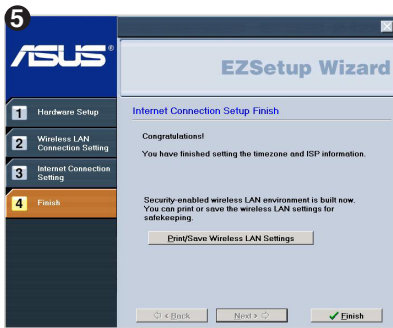 5
ASUS®
EZSetup Wizard
1 Hardware Setup
2 Wireless LAN
Connection Setting
3 Internet Connection
Setting
4 Finish
Internet Connection Setup Finish
Congratulations!
You have finished setting the timezone and ISP information.
Security-enabled wireless LAN environment is built now.
You can print or save the wireless LAN settings for
safekeeping.
Print/Save Wireless LAN Settings
< Back
Next >
Finish